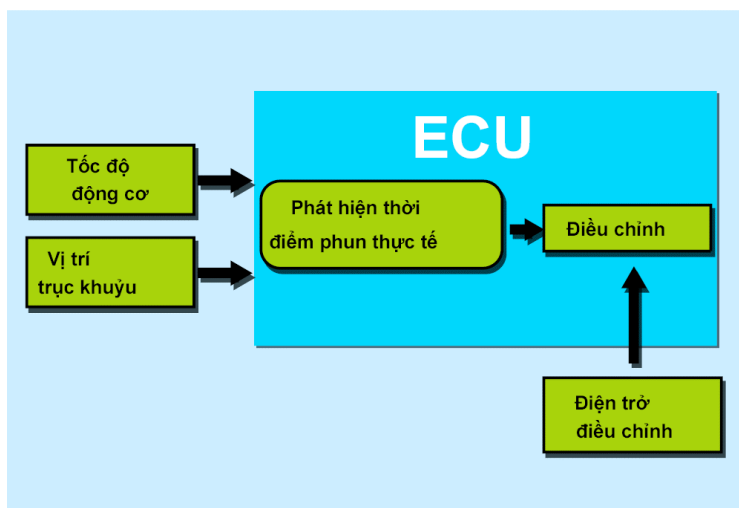 ECU
Tốc độ
động cơ
Vị trí
trục khuỷu
Phát hiện thời
điểm phun thực tế
Điều chỉnh
Điện trở
điều chỉnh